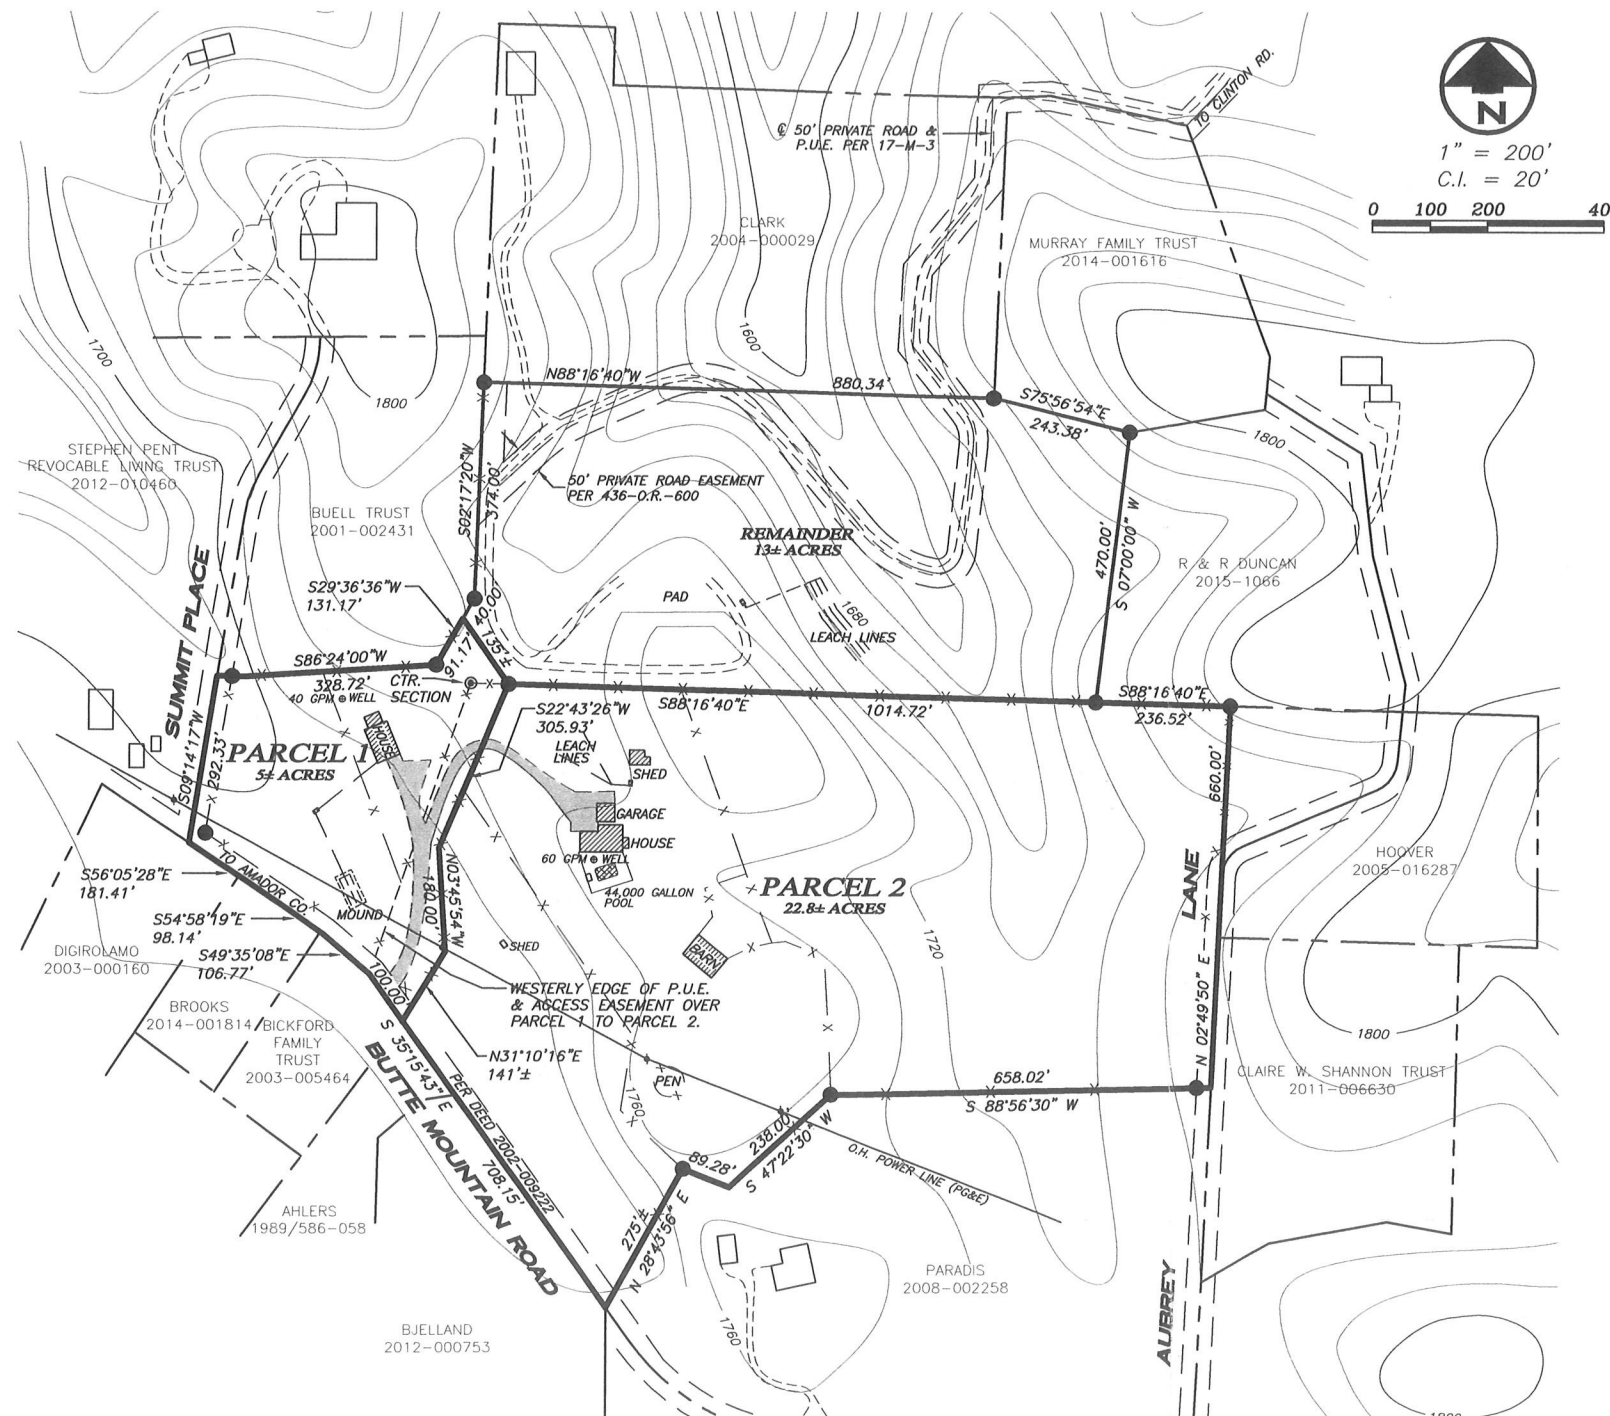 TO CLINTON RD.
N
1" = 200'
C.I. = 20'
0 100 200 40
℄ 50' PRIVATE ROAD &
P.U.E. PER 17-M-3
CLARK
2004-000029
MURRAY FAMILY TRUST
2014-001616
1700
1600
1800
N88°16'40"W
880.34'
S75°56'54"E
243.38'
1800
STEPHEN PENT
REVOCABLE LIVING TRUST
2012-010460
S02°17'20"W
374.00'
50' PRIVATE ROAD EASEMENT
PER 436-O.R.-600
BUELL TRUST
2001-002431
REMAINDER
13± ACRES
470.00'
S 07°00'00" W
R & R DUNCAN
2015-1066
SUMMIT PLACE
S29°36'36"W
131.17'
40.00'
91.17'
135'±
PAD
1680
LEACH LINES
S86°24'00"W
328.72'
40 GPM WELL
CTR.
SECTION
S88°16'40"E
1014.72'
S88°16'40"E
236.52'
S09°14'17"W
292.33'
PARCEL 1
5± ACRES
HOUSE
S22°43'26"W
305.93'
LEACH
LINES
SHED
GARAGE
HOUSE
60 GPM WELL
44,000 GALLON
POOL
660.00'
LANE
HOOVER
2005-016287
S56°05'28"E
181.41'
TO AMADOR CO.
N03°45'54"W
180.00'
PARCEL 2
22.8± ACRES
MOUND
S54°58'19"E
98.14'
SHED
BARN
1720
DIGIROLAMO
2003-000160
S49°35'08"E
106.77'
100.00'
WESTERLY EDGE OF P.U.E.
& ACCESS EASEMENT OVER
PARCEL 1 TO PARCEL 2.
N 02°49'50" E
BROOKS
2014-001814
BICKFORD
FAMILY
TRUST
2003-005464
1800
N31°10'16"E
141'±
PEN
1760
658.02'
S 88°56'30" W
CLAIRE W. SHANNON TRUST
2011-006630
S 35°15'43" E
PER DEED 2002-009222
708.15'
BUTTE MOUNTAIN ROAD
238.00'
S 47°22'30" W
89.28'
O.H. POWER LINE (PG&E)
275'±
N 28°43'56" E
AHLERS
1989/586-058
PARADIS
2008-002258
AUBREY
BJELLAND
2012-000753
1760
1800